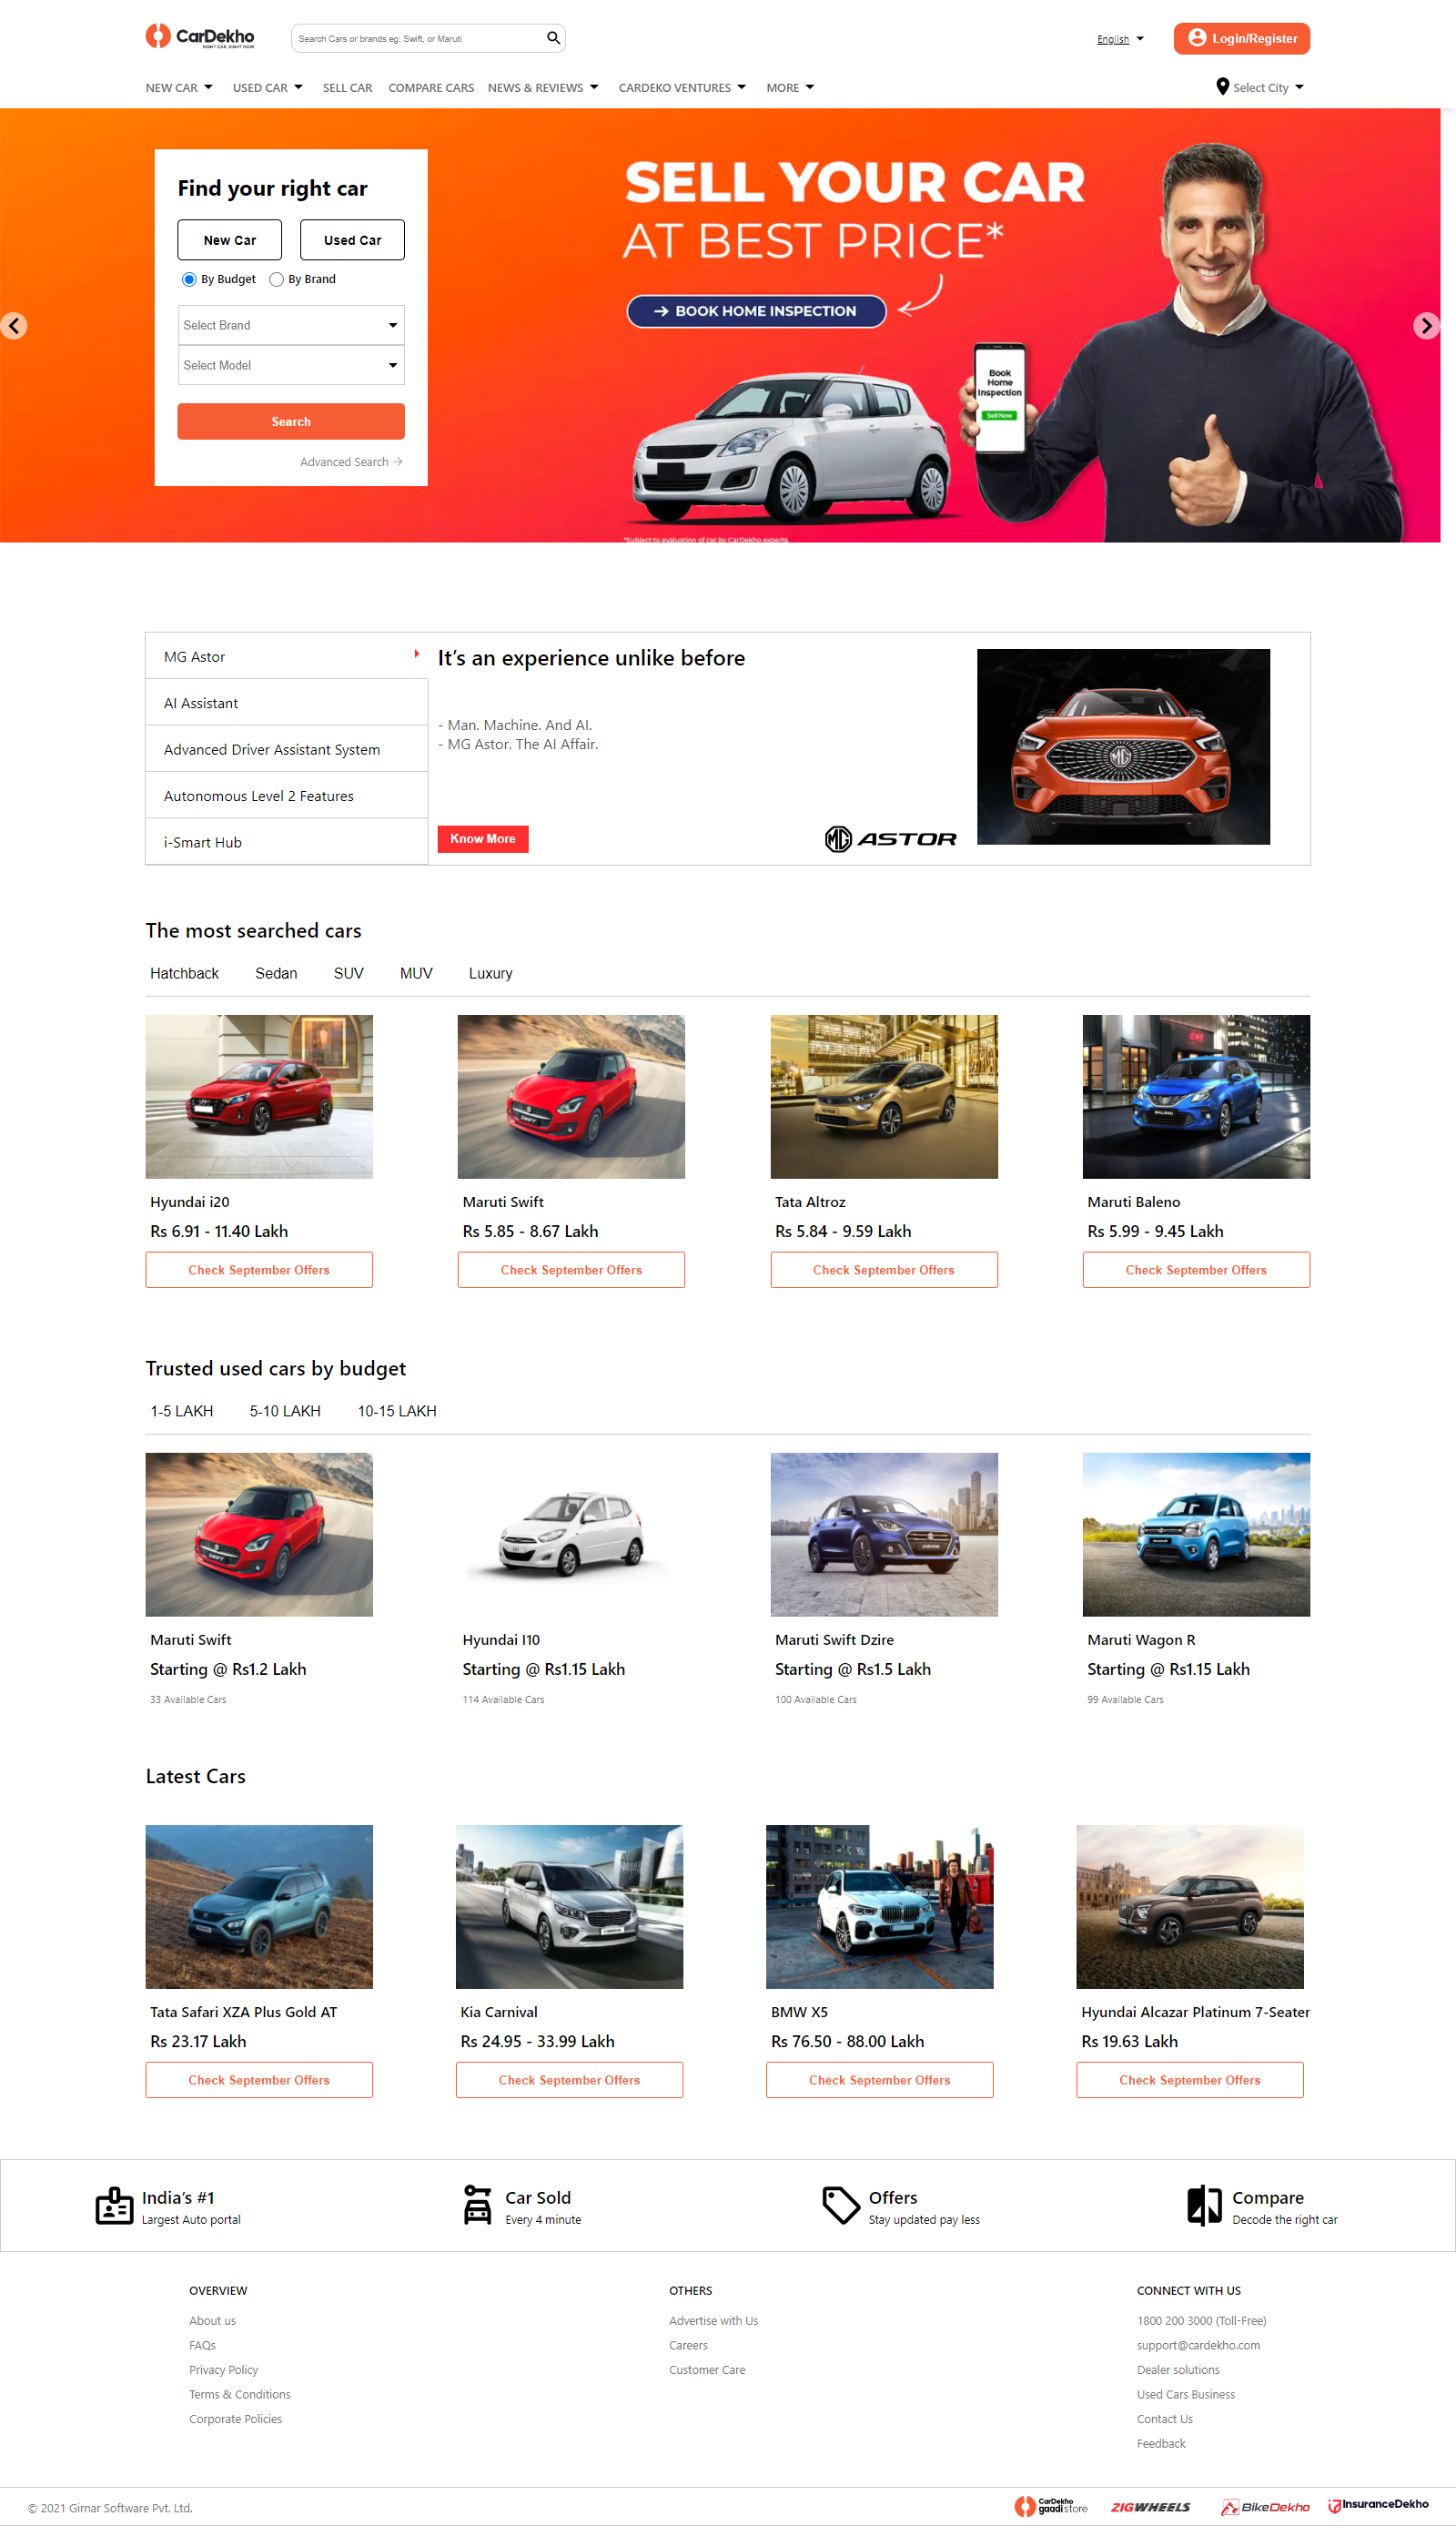 CarDekho
RIGHT CAR, RIGHT NOW
Search Cars or brands eg. Swift, or Maruti
English
Login/Register
NEW CAR
USED CAR
SELL CAR
COMPARE CARS
NEWS & REVIEWS
CARDEKO VENTURES
MORE
Select City
Find your right car
New Car
Used Car
By Budget
By Brand
Select Brand
Select Model
Search
Advanced Search
SELL YOUR CAR
AT BEST PRICE*
BOOK HOME INSPECTION
Book
Home
Inspection
Sell Now
*Subject to evaluation of car by CarDekho experts.
MG Astor
AI Assistant
Advanced Driver Assistant System
Autonomous Level 2 Features
i-Smart Hub
It's an experience unlike before
- Man. Machine. And AI.
- MG Astor. The AI Affair.
Know More
MG ASTOR
MG
The most searched cars
Hatchback
Sedan
SUV
MUV
Luxury
SWIFT
ALTROZ
BALENO
Hyundai i20
Maruti Swift
Tata Altroz
Maruti Baleno
Rs 6.91 - 11.40 Lakh
Rs 5.85 - 8.67 Lakh
Rs 5.84 - 9.59 Lakh
Rs 5.99 - 9.45 Lakh
Check September Offers
Check September Offers
Check September Offers
Check September Offers
Trusted used cars by budget
1-5 LAKH
5-10 LAKH
10-15 LAKH
SWIFT
Maruti Swift
Hyundai I10
Maruti Swift Dzire
Maruti Wagon R
Starting @ Rs1.2 Lakh
Starting @ Rs1.15 Lakh
Starting @ Rs1.5 Lakh
Starting @ Rs1.15 Lakh
33 Available Cars
114 Available Cars
100 Available Cars
99 Available Cars
Latest Cars
CARNIVAL
Tata Safari XZA Plus Gold AT
Kia Carnival
BMW X5
Hyundai Alcazar Platinum 7-Seater
Rs 23.17 Lakh
Rs 24.95 - 33.99 Lakh
Rs 76.50 - 88.00 Lakh
Rs 19.63 Lakh
Check September Offers
Check September Offers
Check September Offers
Check September Offers
India's #1
Largest Auto portal
Car Sold
Every 4 minute
Offers
Stay updated pay less
Compare
Decode the right car
OVERVIEW
About us
FAQs
Privacy Policy
Terms & Conditions
Corporate Policies
OTHERS
Advertise with Us
Careers
Customer Care
CONNECT WITH US
1800 200 3000 (Toll-Free)
support@cardekho.com
Dealer solutions
Used Cars Business
Contact Us
Feedback
© 2021 Girnar Software Pvt. Ltd.
CarDekho
gaadi store
ZIGWHEELS
BikeDekho
InsuranceDekho